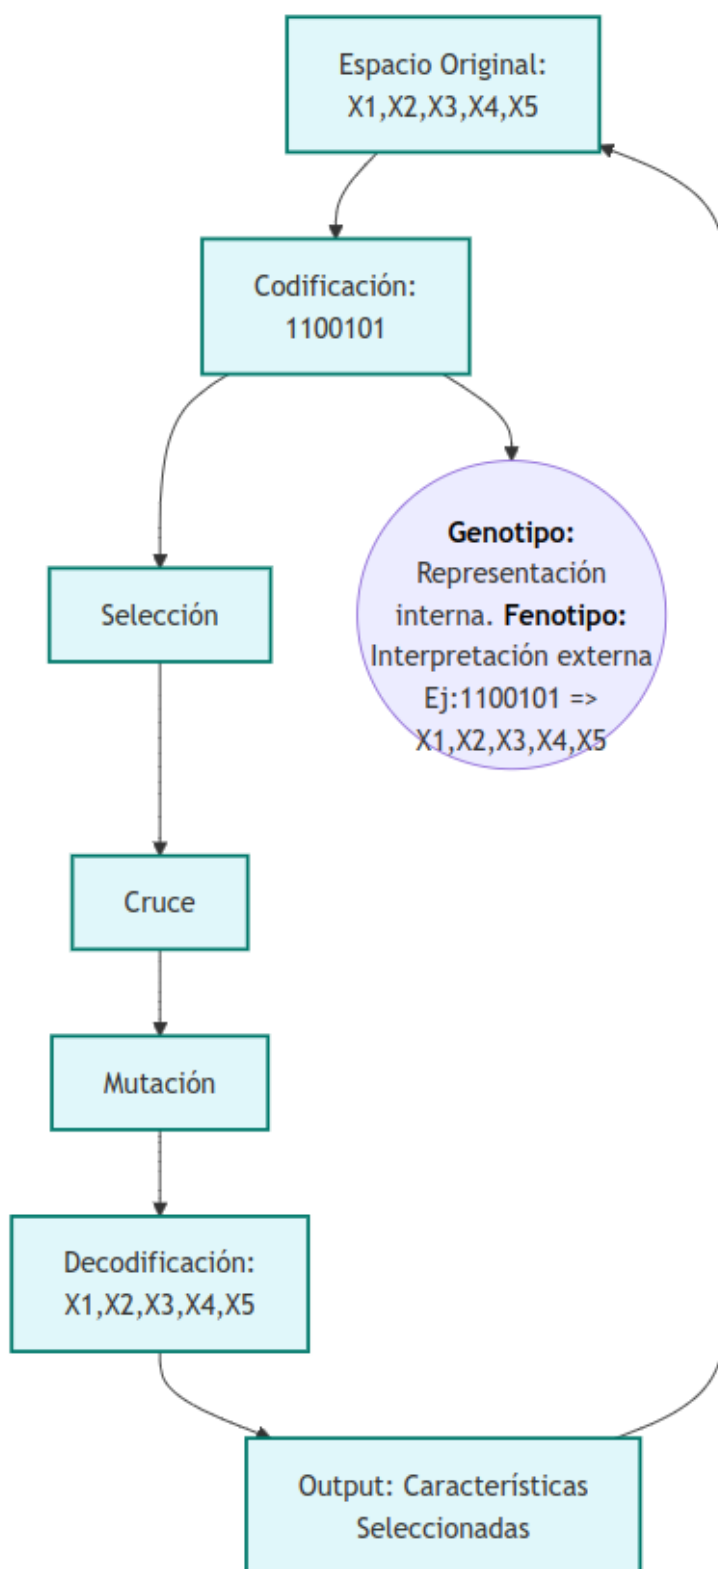 Espacio Original:
X1,X2,X3,X4,X5
Codificación:
1100101
Genotipo:
Representación
interna. Fenotipo:
Interpretación externa
Ej:1100101 =>
X1,X2,X3,X4,X5
Selección
Cruce
Mutación
Decodificación:
X1,X2,X3,X4,X5
Output: Características
Seleccionadas